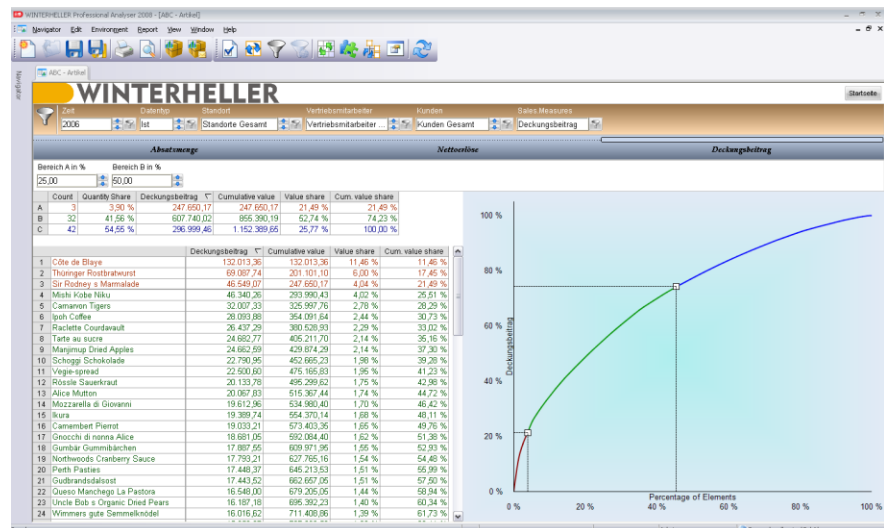 WINTERHELLER Professional Analyser 2008 - [ABC - Artikel]
Navigator Edit Environment Report View Window Help
Navigator
ABC - Artikel
WINTERHELLER
Startseite
Zeit Datentyp Standort Vertriebsmitarbeiter Kunden Sales Measures
2006 Ist Standorte Gesamt Vertriebsmitarbeiter ... Kunden Gesamt Deckungsbeitrag
Absatzmenge Nettoerlöse Deckungsbeitrag
Bereich A in % Bereich B in %
25,00 50,00
Count Quantity Share Deckungsbeitrag Cumulative value Value share Cum. value share
A 3 3,90 % 247.650,17 247.650,17 21,49 % 21,49 %
B 32 41,56 % 607.740,02 855.390,19 52,74 % 74,23 %
C 42 54,55 % 296.999,46 1.152.389,65 25,77 % 100,00 %
Deckungsbeitrag Cumulative value Value share Cum. value share
1 Côte de Blaye 132.013,36 132.013,36 11,46 % 11,46 %
2 Thüringer Rostbratwurst 69.087,74 201.101,10 6,00 % 17,45 %
3 Sir Rodney s Marmalade 46.549,07 247.650,17 4,04 % 21,49 %
4 Mishi Kobe Niku 46.340,26 293.990,43 4,02 % 25,51 %
5 Carnarvon Tigers 32.007,33 325.997,76 2,78 % 28,29 %
6 Ipoh Coffee 28.093,88 354.091,64 2,44 % 30,73 %
7 Raclette Courdavault 26.437,29 380.528,93 2,29 % 33,02 %
8 Tarte au sucre 24.682,77 405.211,70 2,14 % 35,16 %
9 Manjimup Dried Apples 24.662,59 429.874,29 2,14 % 37,30 %
10 Schoggi Schokolade 22.790,95 452.665,23 1,98 % 39,28 %
11 Vegie-spread 22.500,60 475.165,83 1,95 % 41,23 %
12 Rössle Sauerkraut 20.133,78 495.299,62 1,75 % 42,98 %
13 Alice Mutton 20.067,83 515.367,44 1,74 % 44,72 %
14 Mozzarella di Giovanni 19.612,96 534.980,40 1,70 % 46,42 %
15 Ikura 19.389,74 554.370,14 1,68 % 48,11 %
16 Camembert Pierrot 19.033,21 573.403,35 1,65 % 49,76 %
17 Gnocchi di nonna Alice 18.681,05 592.084,40 1,62 % 51,38 %
18 Gumbär Gummibärchen 17.887,55 609.971,95 1,55 % 52,93 %
19 Northwoods Cranberry Sauce 17.793,21 627.765,16 1,54 % 54,48 %
20 Perth Pasties 17.448,37 645.213,53 1,51 % 55,99 %
21 Gudbrandsdalsost 17.443,52 662.657,05 1,51 % 57,50 %
22 Queso Manchego La Pastora 16.548,00 679.205,05 1,44 % 58,94 %
23 Uncle Bob s Organic Dried Pears 16.187,18 695.392,23 1,40 % 60,34 %
24 Wimmers gute Semmelknödel 16.016,62 711.408,86 1,39 % 61,73 %
100 %
80 %
60 %
40 %
20 %
0 %
Deckungsbeitrag
Percentage of Elements
0 % 20 % 40 % 60 % 80 % 100 %